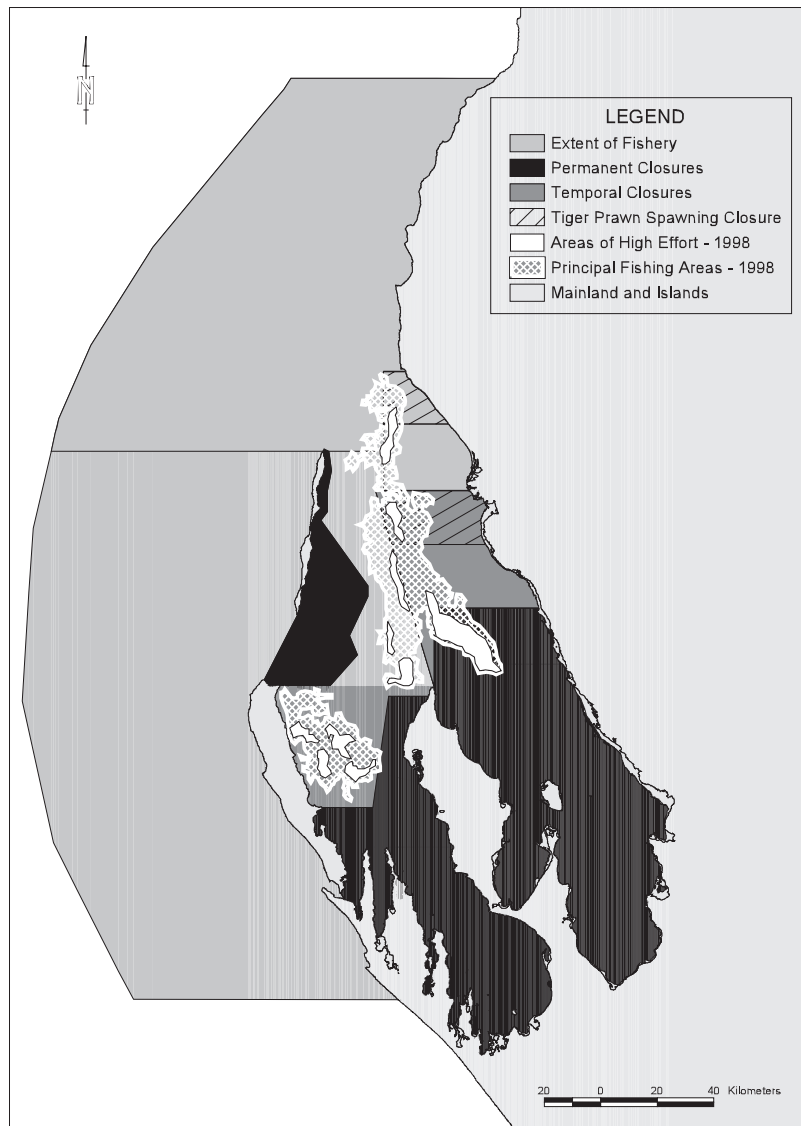 N
LEGEND
Extent of Fishery
Permanent Closures
Temporal Closures
Tiger Prawn Spawning Closure
Areas of High Effort - 1998
Principal Fishing Areas - 1998
Mainland and Islands
20 0 20 40 Kilometers